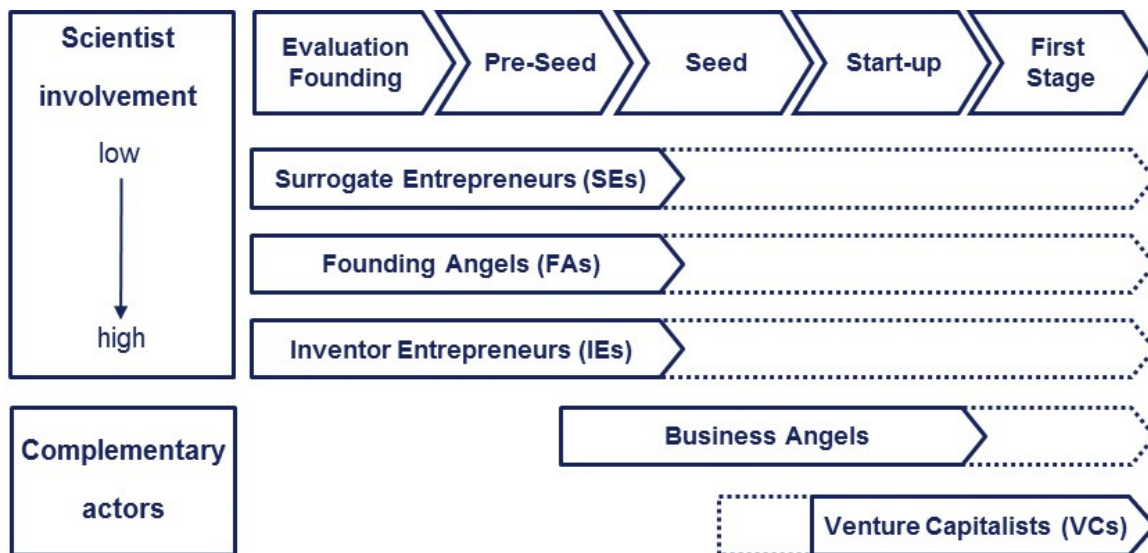 Scientist
involvement
low
high
Evaluation
Founding
Pre-Seed
Seed
Start-up
First
Stage
Surrogate Entrepreneurs (SEs)
Founding Angels (FAs)
Inventor Entrepreneurs (IEs)
Complementary
actors
Business Angels
Venture Capitalists (VCs)